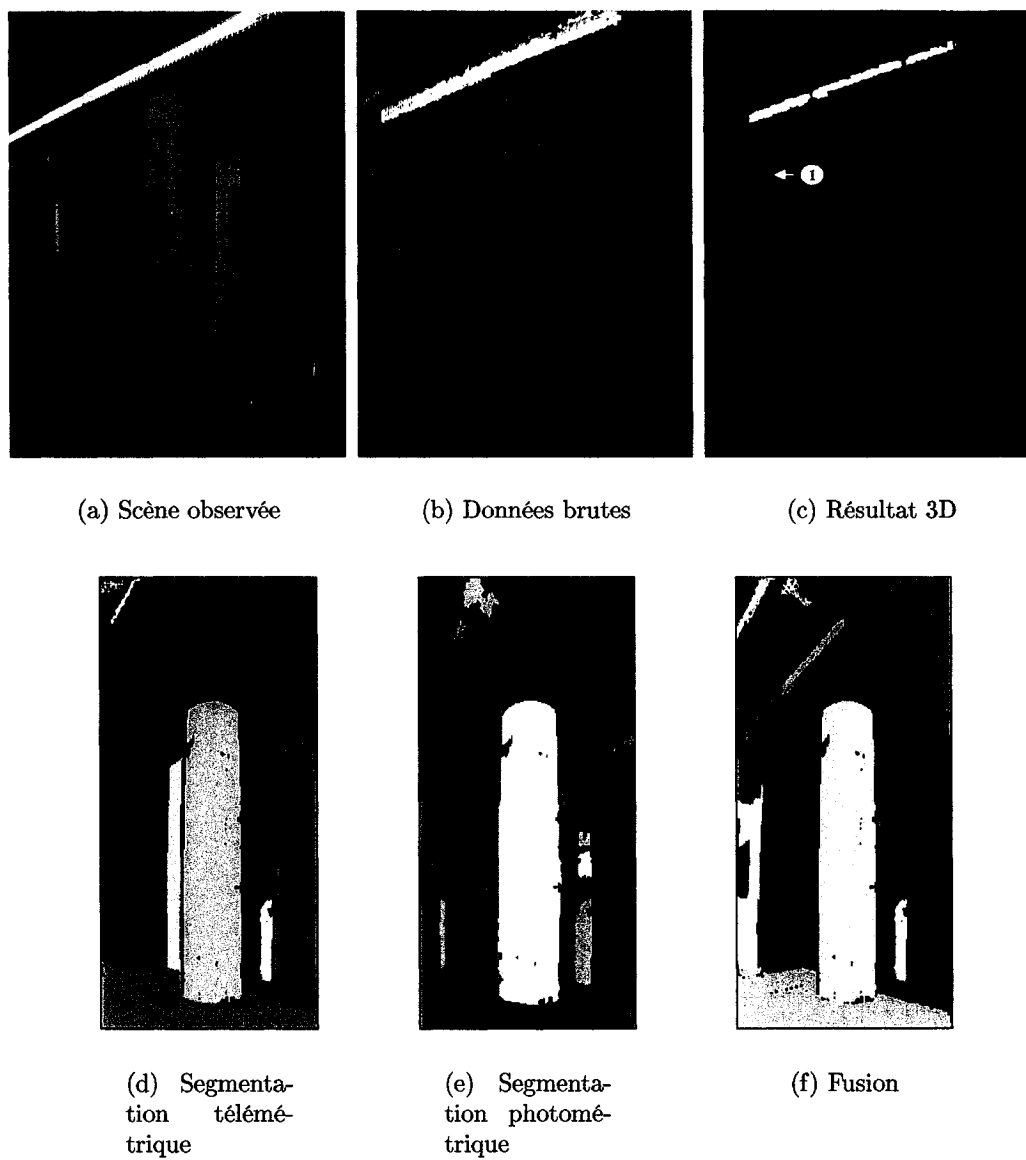 1
(a) Scène observée
(b) Données brutes
(c) Résultat 3D
(d) Segmenta-
tion télémé-
trique
(e) Segmenta-
tion photomé-
trique
(f) Fusion